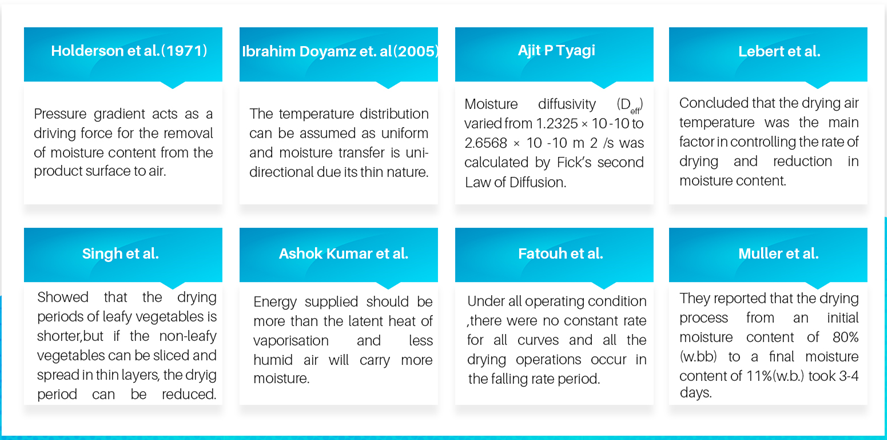 Holderson et al.(1971)
Pressure gradient acts as a
driving force for the removal
of moisture content from the
product surface to air.
Ibrahim Doyamz et. al(2005)
The temperature distribution
can be assumed as uniform
and moisture transfer is uni-
directional due its thin nature.
Ajit P Tyagi
Moisture diffusivity (Deff)
varied from 1.2325 × 10 -10 to
2.6568 × 10 -10 m 2 /s was
calculated by Fick's second
Law of Diffusion.
Lebert et al.
Concluded that the drying air
temperature was the main
factor in controlling the rate of
drying and reduction in
moisture content.
Singh et al.
Showed that the drying
periods of leafy vegetables is
shorter,but if the non-leafy
vegetables can be sliced and
spread in thin layers, the dryig
period can be reduced.
Ashok Kumar et al.
Energy supplied should be
more than the latent heat of
vaporisation and less
humid air will carry more
moisture.
Fatouh et al.
Under all operating condition
,there were no constant rate
for all curves and all the
drying operations occur in
the falling rate period.
Muller et al.
They reported that the drying
process from an initial
moisture content of 80%
(w.bb) to a final moisture
content of 11%(w.b.) took 3-4
days.